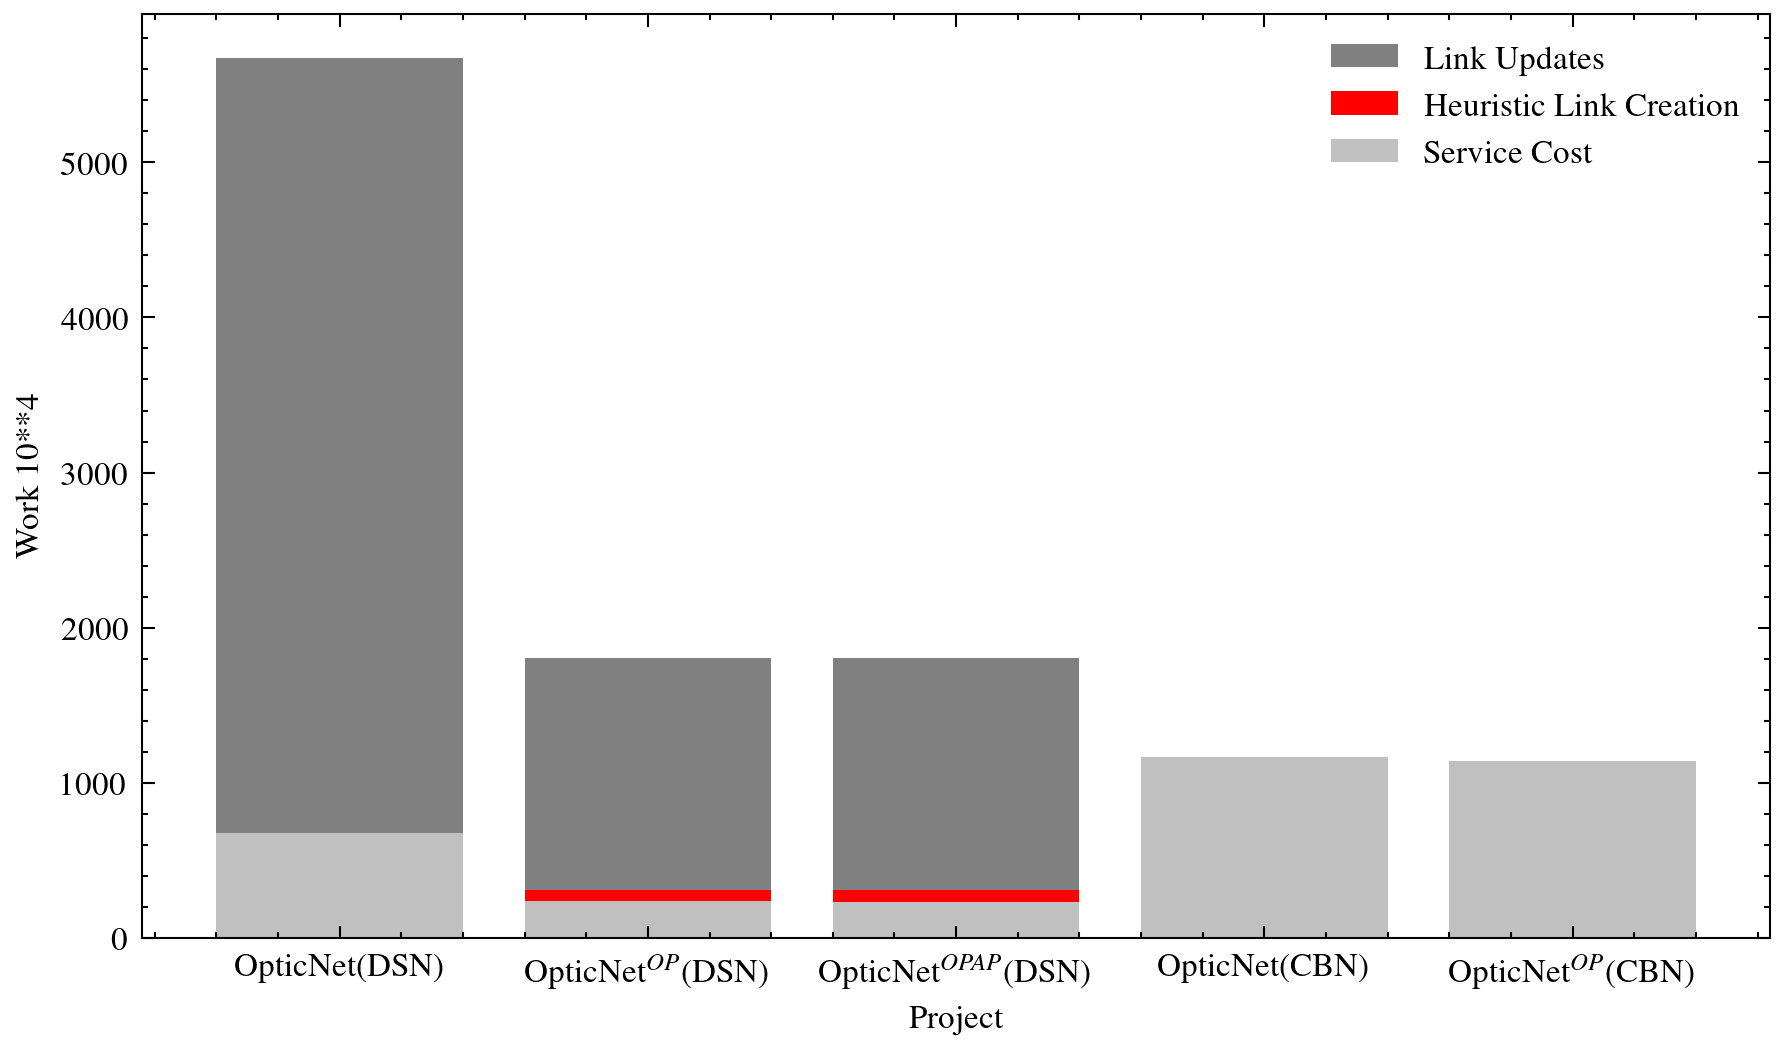 Link Updates
Heuristic Link Creation
Service Cost
5000
4000
3000
2000
1000
0
Work 10**4
OpticNet(DSN) OpticNet^{OP}(DSN) OpticNet^{OPAP}(DSN) OpticNet(CBN) OpticNet^{OP}(CBN)
Project